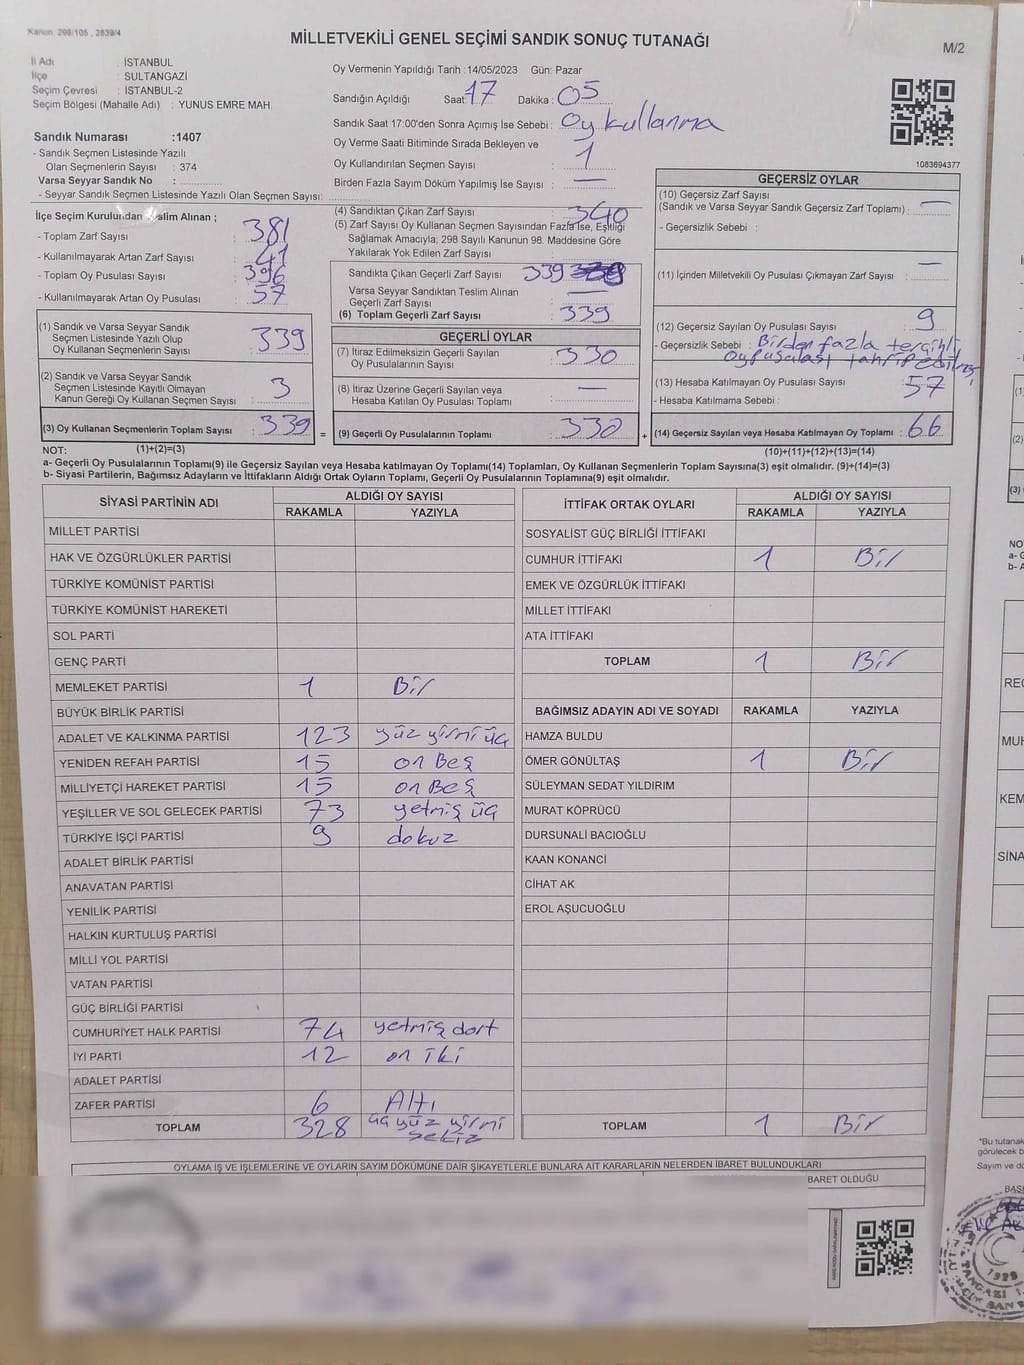 Kanun. 298/105 , 2839/4
MİLLETVEKİLİ GENEL SEÇİMİ SANDIK SONUÇ TUTANAĞI
M/2
İl Adı : İSTANBUL
İlçe : SULTANGAZİ
Seçim Çevresi : İSTANBUL-2
Seçim Bölgesi (Mahalle Adı) : YUNUS EMRE MAH.
Sandık Numarası :1407
- Sandık Seçmen Listesinde Yazılı
Olan Seçmenlerin Sayısı : 374
Varsa Seyyar Sandık No :
- Seyyar Sandık Seçmen Listesinde Yazılı Olan Seçmen Sayısı:
Oy Vermenin Yapıldığı Tarih :14/05/2023 Gün: Pazar
Sandığın Açıldığı Saat: 17 Dakika : 05
Sandık Saat 17:00'den Sonra Açımış İse Sebebi : Oy kullanma
Oy Verme Saati Bitiminde Sırada Bekleyen ve
Oy Kullandırılan Seçmen Sayısı : 1
Birden Fazla Sayım Döküm Yapılmış İse Sayısı : —
1083694377
İlçe Seçim Kurulundan Teslim Alınan ;
- Toplam Zarf Sayısı : 381
- Kullanılmayarak Artan Zarf Sayısı : 41
- Toplam Oy Pusulası Sayısı : 396
- Kullanılmayarak Artan Oy Pusulası : 57
(1) Sandık ve Varsa Seyyar Sandık
Seçmen Listesinde Yazılı Olup
Oy Kullanan Seçmenlerin Sayısı : 339
(2) Sandık ve Varsa Seyyar Sandık
Seçmen Listesinde Kayıtlı Olmayan
Kanun Gereği Oy Kullanan Seçmen Sayısı : 3
(3) Oy Kullanan Seçmenlerin Toplam Sayısı : 339
(4) Sandıktan Çıkan Zarf Sayısı : 340
(5) Zarf Sayısı Oy Kullanan Seçmen Sayısından Fazla İse, Eşitliği
Sağlamak Amacıyla; 298 Sayılı Kanunun 98. Maddesine Göre
Yakılarak Yok Edilen Zarf Sayısı :
Sandıkta Çıkan Geçerli Zarf Sayısı : 339
Varsa Seyyar Sandıktan Teslim Alınan
Geçerli Zarf Sayısı : —
(6) Toplam Geçerli Zarf Sayısı : 339
GEÇERLİ OYLAR
(7) İtiraz Edilmeksizin Geçerli Sayılan
Oy Pusulalarının Sayısı : 330
(8) İtiraz Üzerine Geçerli Sayılan veya
Hesaba Katılan Oy Pusulası Toplamı : —
= (9) Geçerli Oy Pusulalarının Toplamı : 330
GEÇERSİZ OYLAR
(10) Geçersiz Zarf Sayısı
(Sandık ve Varsa Seyyar Sandık Geçersiz Zarf Toplamı) : —
- Geçersizlik Sebebi :
(11) İçinden Milletvekili Oy Pusulası Çıkmayan Zarf Sayısı : —
(12) Geçersiz Sayılan Oy Pusulası Sayısı : 9
- Geçersizlik Sebebi : Birden fazla tercihli
Oy pusulası tahrip edilmiş
(13) Hesaba Katılmayan Oy Pusulası Sayısı : 57
- Hesaba Katılmama Sebebi :
+ (14) Geçersiz Sayılan veya Hesaba Katılmayan Oy Toplamı : 66
NOT: (1)+(2)=(3)
(10)+(11)+(12)+(13)=(14)
a- Geçerli Oy Pusulalarının Toplamı(9) ile Geçersiz Sayılan veya Hesaba katılmayan Oy Toplamı(14) Toplamları, Oy Kullanan Seçmenlerin Toplam Sayısına(3) eşit olmalıdır. (9)+(14)=(3)
b- Siyasi Partilerin, Bağımsız Adayların ve İttifakların Aldığı Ortak Oyların Toplamı, Geçerli Oy Pusulalarının Toplamına(9) eşit olmalıdır.
SİYASİ PARTİNİN ADI ALDIĞI OY SAYISI
RAKAMLA YAZIYLA
MİLLET PARTİSİ
HAK VE ÖZGÜRLÜKLER PARTİSİ
TÜRKİYE KOMÜNİST PARTİSİ
TÜRKİYE KOMÜNİST HAREKETİ
SOL PARTİ
GENÇ PARTİ
MEMLEKET PARTİSİ 1 Bir
BÜYÜK BİRLİK PARTİSİ
ADALET VE KALKINMA PARTİSİ 123 yüz yirmi üç
YENİDEN REFAH PARTİSİ 15 on Beş
MİLLİYETÇİ HAREKET PARTİSİ 15 on Beş
YEŞİLLER VE SOL GELECEK PARTİSİ 73 yetmiş üç
TÜRKİYE İŞÇİ PARTİSİ 9 dokuz
ADALET BİRLİK PARTİSİ
ANAVATAN PARTİSİ
YENİLİK PARTİSİ
HALKIN KURTULUŞ PARTİSİ
MİLLİ YOL PARTİSİ
VATAN PARTİSİ
GÜÇ BİRLİĞİ PARTİSİ
CUMHURİYET HALK PARTİSİ 74 yetmiş dört
İYİ PARTİ 12 on iki
ADALET PARTİSİ
ZAFER PARTİSİ 6 Altı
TOPLAM 328 üç yüz yirmi
sekiz
İTTİFAK ORTAK OYLARI ALDIĞI OY SAYISI
RAKAMLA YAZIYLA
SOSYALİST GÜÇ BİRLİĞİ İTTİFAKI
CUMHUR İTTİFAKI 1 Bir
EMEK VE ÖZGÜRLÜK İTTİFAKI
MİLLET İTTİFAKI
ATA İTTİFAKI
TOPLAM 1 Bir
BAĞIMSIZ ADAYIN ADI VE SOYADI RAKAMLA YAZIYLA
HAMZA BULDU
ÖMER GÖNÜLTAŞ 1 Bir
SÜLEYMAN SEDAT YILDIRIM
MURAT KÖPRÜCÜ
DURSUNALİ BACIOĞLU
KAAN KONANCİ
CİHAT AK
EROL AŞUCUOĞLU
TOPLAM 1 Bir
OYLAMA İŞ VE İŞLEMLERİNE VE OYLARIN SAYIM DÖKÜMÜNE DAİR ŞİKAYETLERLE BUNLARA AİT KARARLARIN NELERDEN İBARET BULUNDUKLARI
BARET OLDUĞU
(1)
(2)
(3)
NO
a- G
b- A
REC
MUH
KEM
SİNA
*Bu tutanak
görülecek b
Sayım ve dö
BAŞ